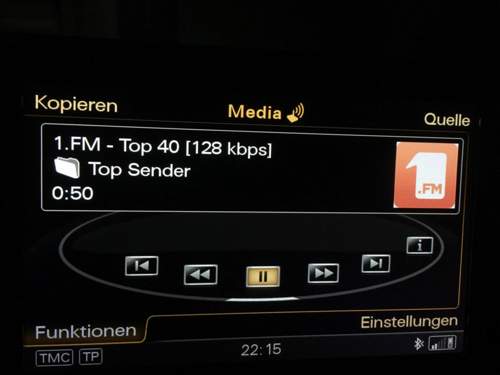 Kopieren
Media
Quelle
1.FM - Top 40 [128 kbps]
Top Sender
0:50
1.FM
i
Funktionen
Einstellungen
TMC TP
22:15